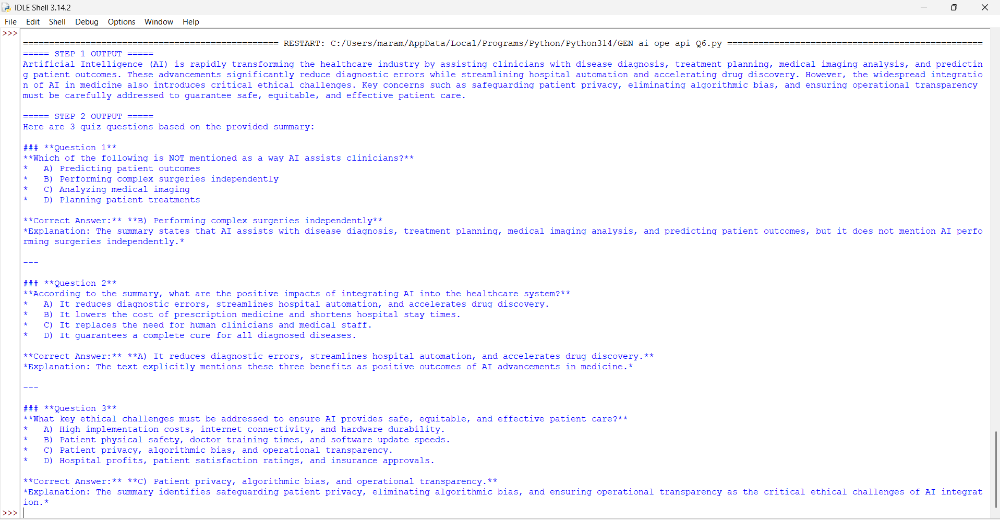 IDLE Shell 3.14.2
File Edit Shell Debug Options Window Help
>>>
================================================= RESTART: C:/Users/maram/AppData/Local/Programs/Python/Python314/GEN ai ope api Q6.py =================================================
===== STEP 1 OUTPUT =====
Artificial Intelligence (AI) is rapidly transforming the healthcare industry by assisting clinicians with disease diagnosis, treatment planning, medical imaging analysis, and predictin
g patient outcomes. These advancements significantly reduce diagnostic errors while streamlining hospital automation and accelerating drug discovery. However, the widespread integratio
n of AI in medicine also introduces critical ethical challenges. Key concerns such as safeguarding patient privacy, eliminating algorithmic bias, and ensuring operational transparency
must be carefully addressed to guarantee safe, equitable, and effective patient care.
===== STEP 2 OUTPUT =====
Here are 3 quiz questions based on the provided summary:
### **Question 1**
**Which of the following is NOT mentioned as a way AI assists clinicians?**
*   A) Predicting patient outcomes
*   B) Performing complex surgeries independently
*   C) Analyzing medical imaging
*   D) Planning patient treatments
**Correct Answer:** **B) Performing complex surgeries independently**
*Explanation: The summary states that AI assists with disease diagnosis, treatment planning, medical imaging analysis, and predicting patient outcomes, but it does not mention AI perfo
rming surgeries independently.*
---
### **Question 2**
**According to the summary, what are the positive impacts of integrating AI into the healthcare system?**
*   A) It reduces diagnostic errors, streamlines hospital automation, and accelerates drug discovery.
*   B) It lowers the cost of prescription medicine and shortens hospital stay times.
*   C) It replaces the need for human clinicians and medical staff.
*   D) It guarantees a complete cure for all diagnosed diseases.
**Correct Answer:** **A) It reduces diagnostic errors, streamlines hospital automation, and accelerates drug discovery.**
*Explanation: The text explicitly mentions these three benefits as positive outcomes of AI advancements in medicine.*
---
### **Question 3**
**What key ethical challenges must be addressed to ensure AI provides safe, equitable, and effective patient care?**
*   A) High implementation costs, internet connectivity, and hardware durability.
*   B) Patient physical safety, doctor training times, and software update speeds.
*   C) Patient privacy, algorithmic bias, and operational transparency.
*   D) Hospital profits, patient satisfaction ratings, and insurance approvals.
**Correct Answer:** **C) Patient privacy, algorithmic bias, and operational transparency.**
*Explanation: The summary identifies safeguarding patient privacy, eliminating algorithmic bias, and ensuring operational transparency as the critical ethical challenges of AI integrat
ion.*
>>>